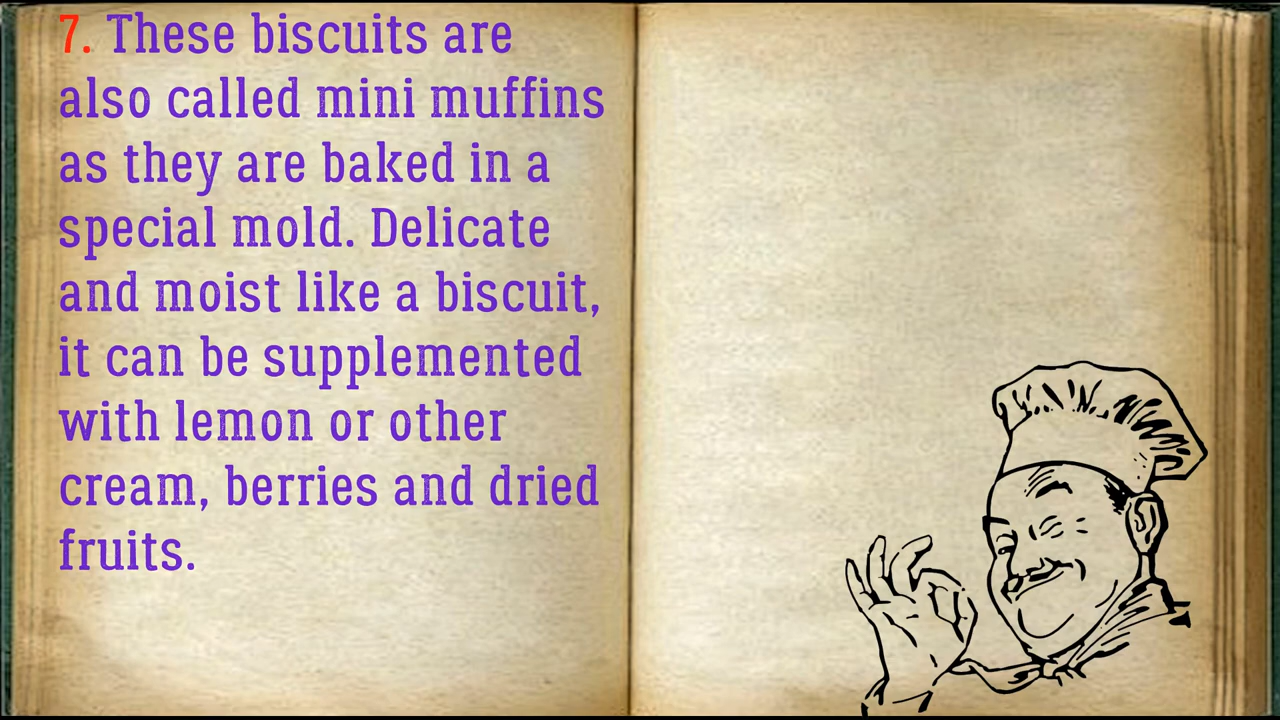 7. These biscuits are
also called mini muffins
as they are baked in a
special mold. Delicate
and moist like a biscuit,
it can be supplemented
with lemon or other
cream, berries and dried
fruits.